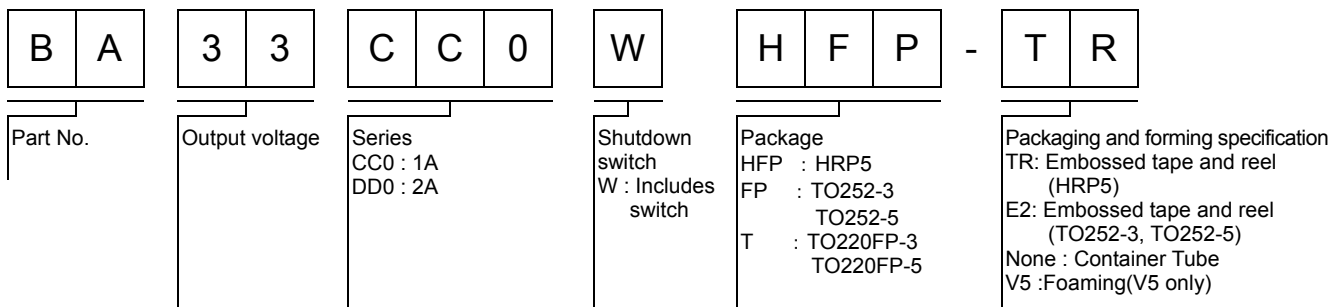 B A 3 3 C C 0 W H F P - T R
Part No.
Output voltage
Series
CC0 : 1A
DD0 : 2A
Shutdown
switch
W : Includes
switch
Package
HFP : HRP5
FP : TO252-3
TO252-5
T : TO220FP-3
TO220FP-5
Packaging and forming specification
TR: Embossed tape and reel
(HRP5)
E2: Embossed tape and reel
(TO252-3, TO252-5)
None : Container Tube
V5 :Foaming(V5 only)